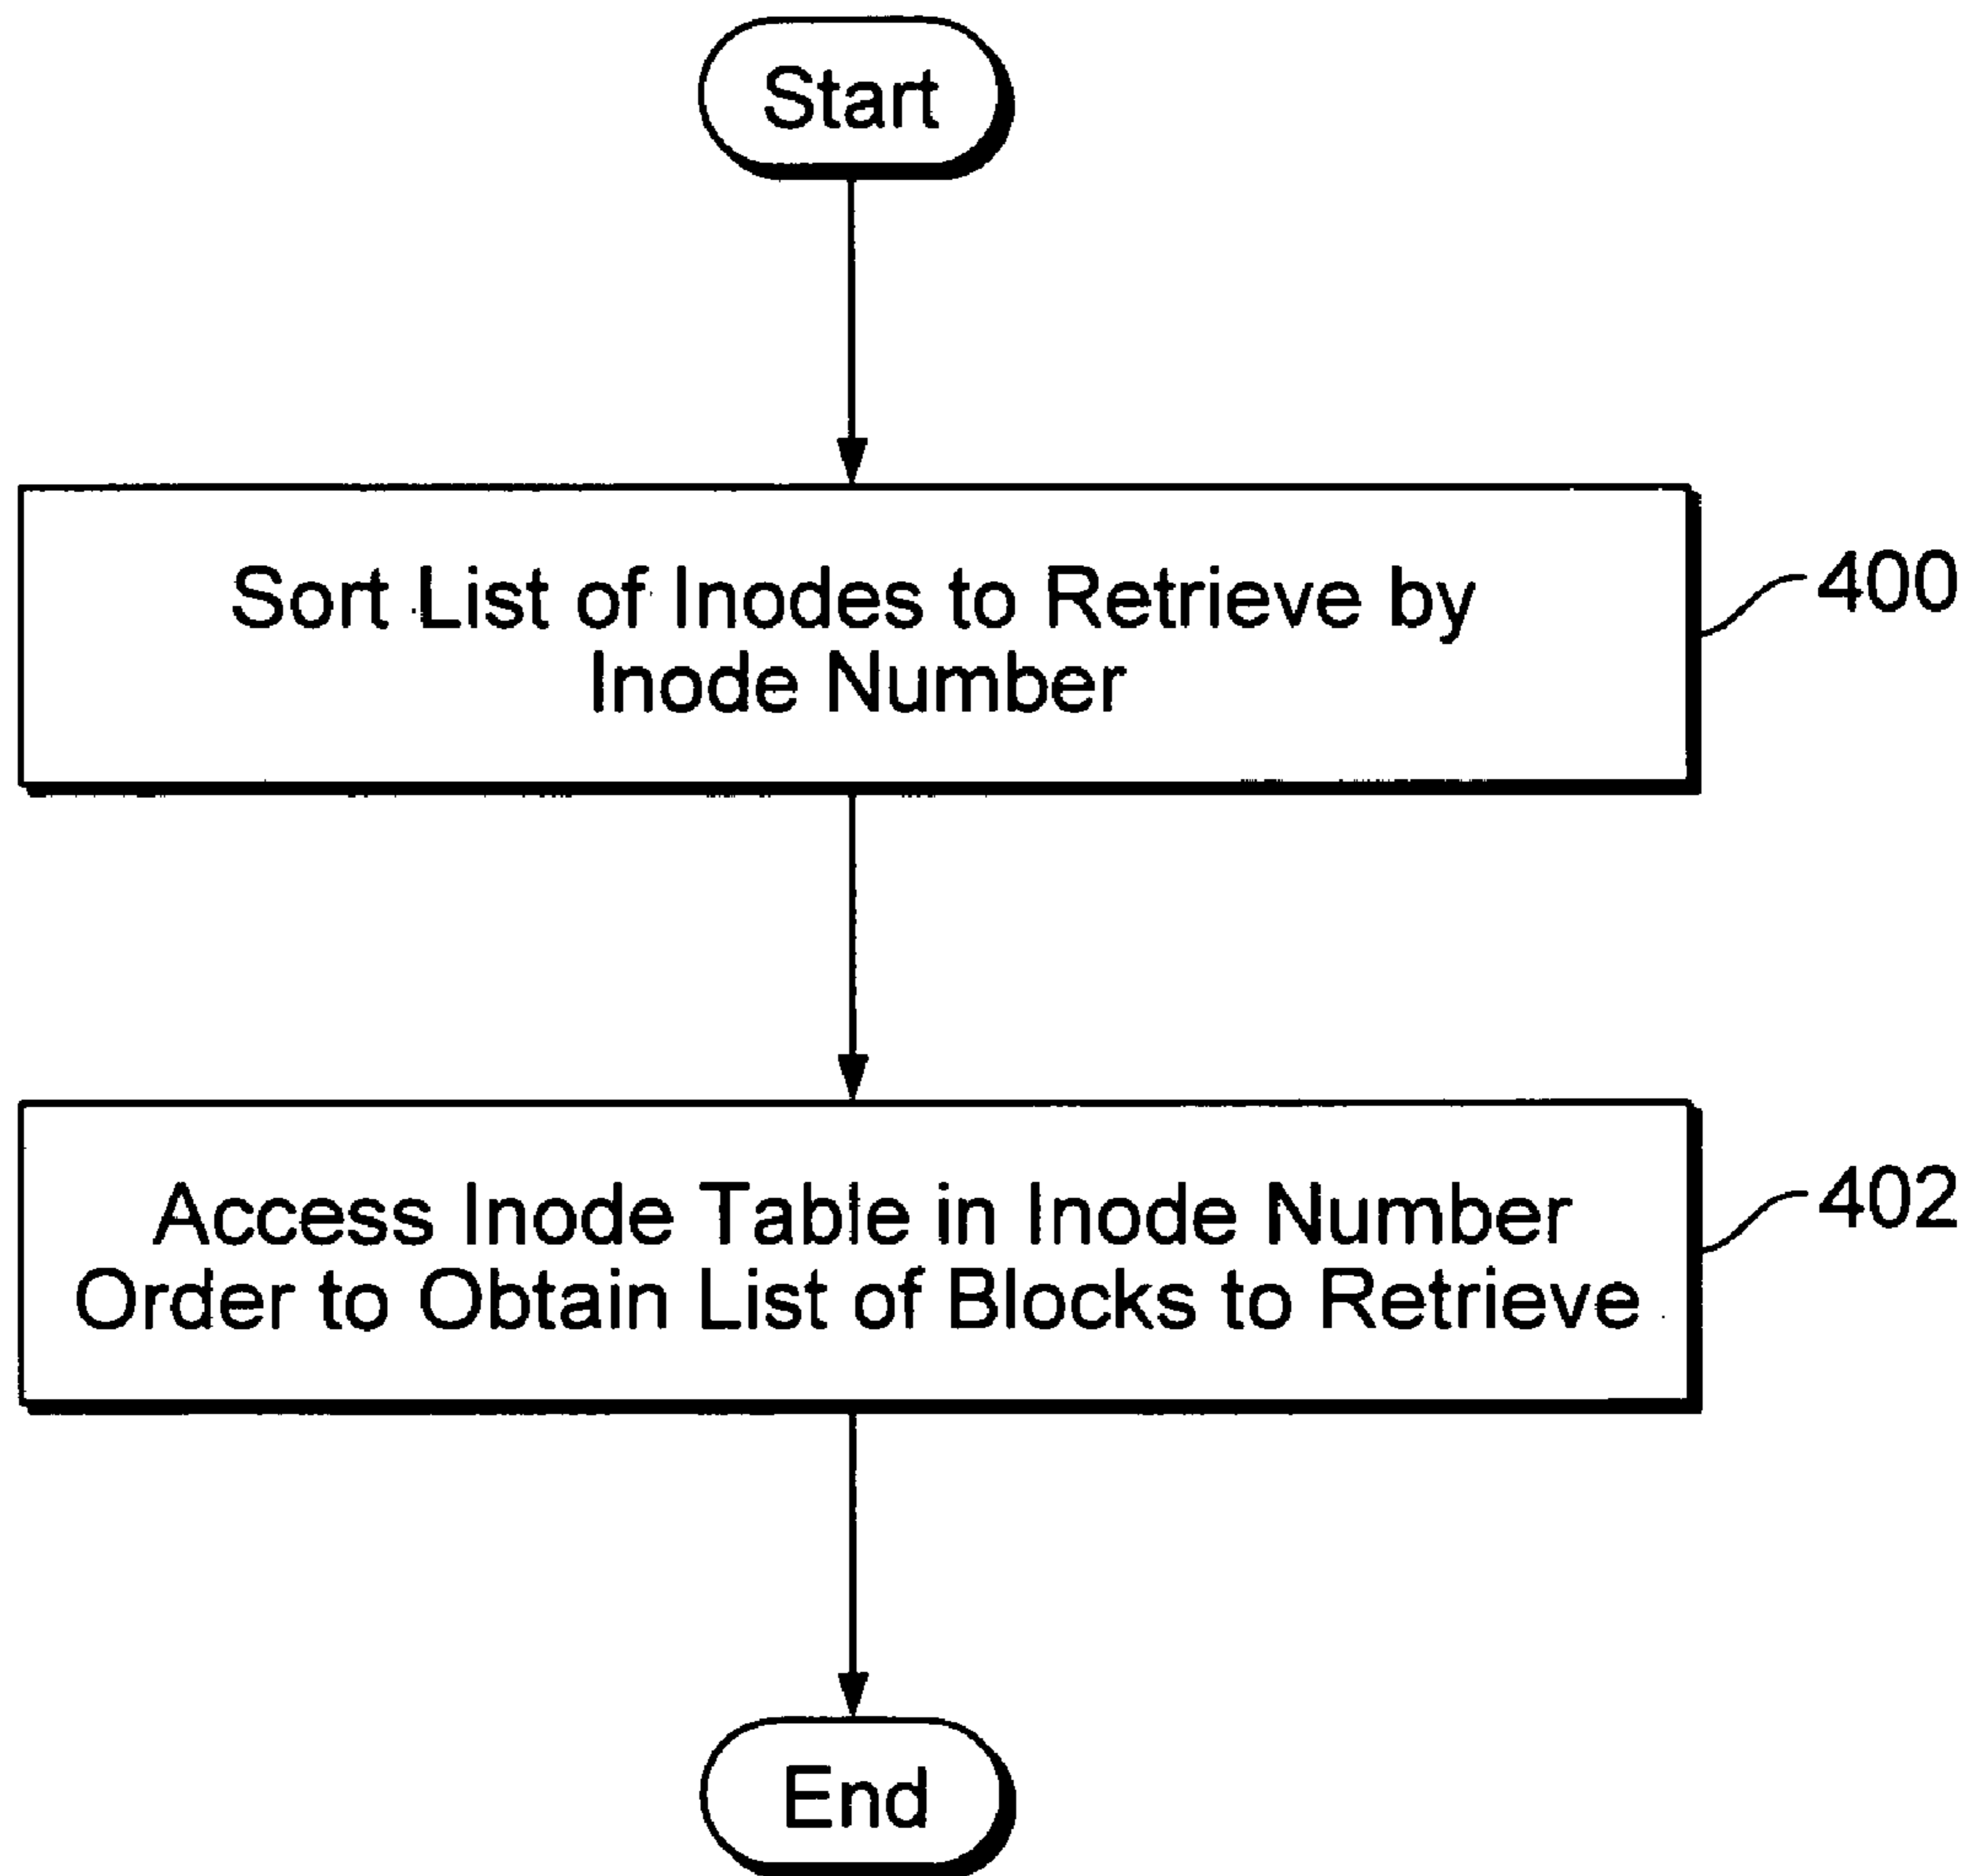 Start
Sort List of Inodes to Retrieve by
Inode Number
400
Access Inode Table in Inode Number
Order to Obtain List of Blocks to Retrieve
402
End